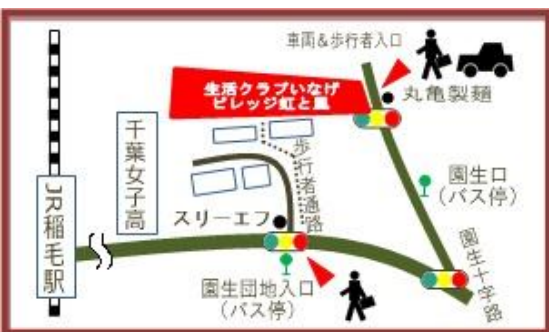 車両&歩行者入口
生活クラブいなげ
ビレッジ虹と風
丸亀製麺
千葉女子高
歩行者通路
園生口
(バス停)
スリーエフ
JR稲毛駅
園生団地入口
(バス停)
園生十字路